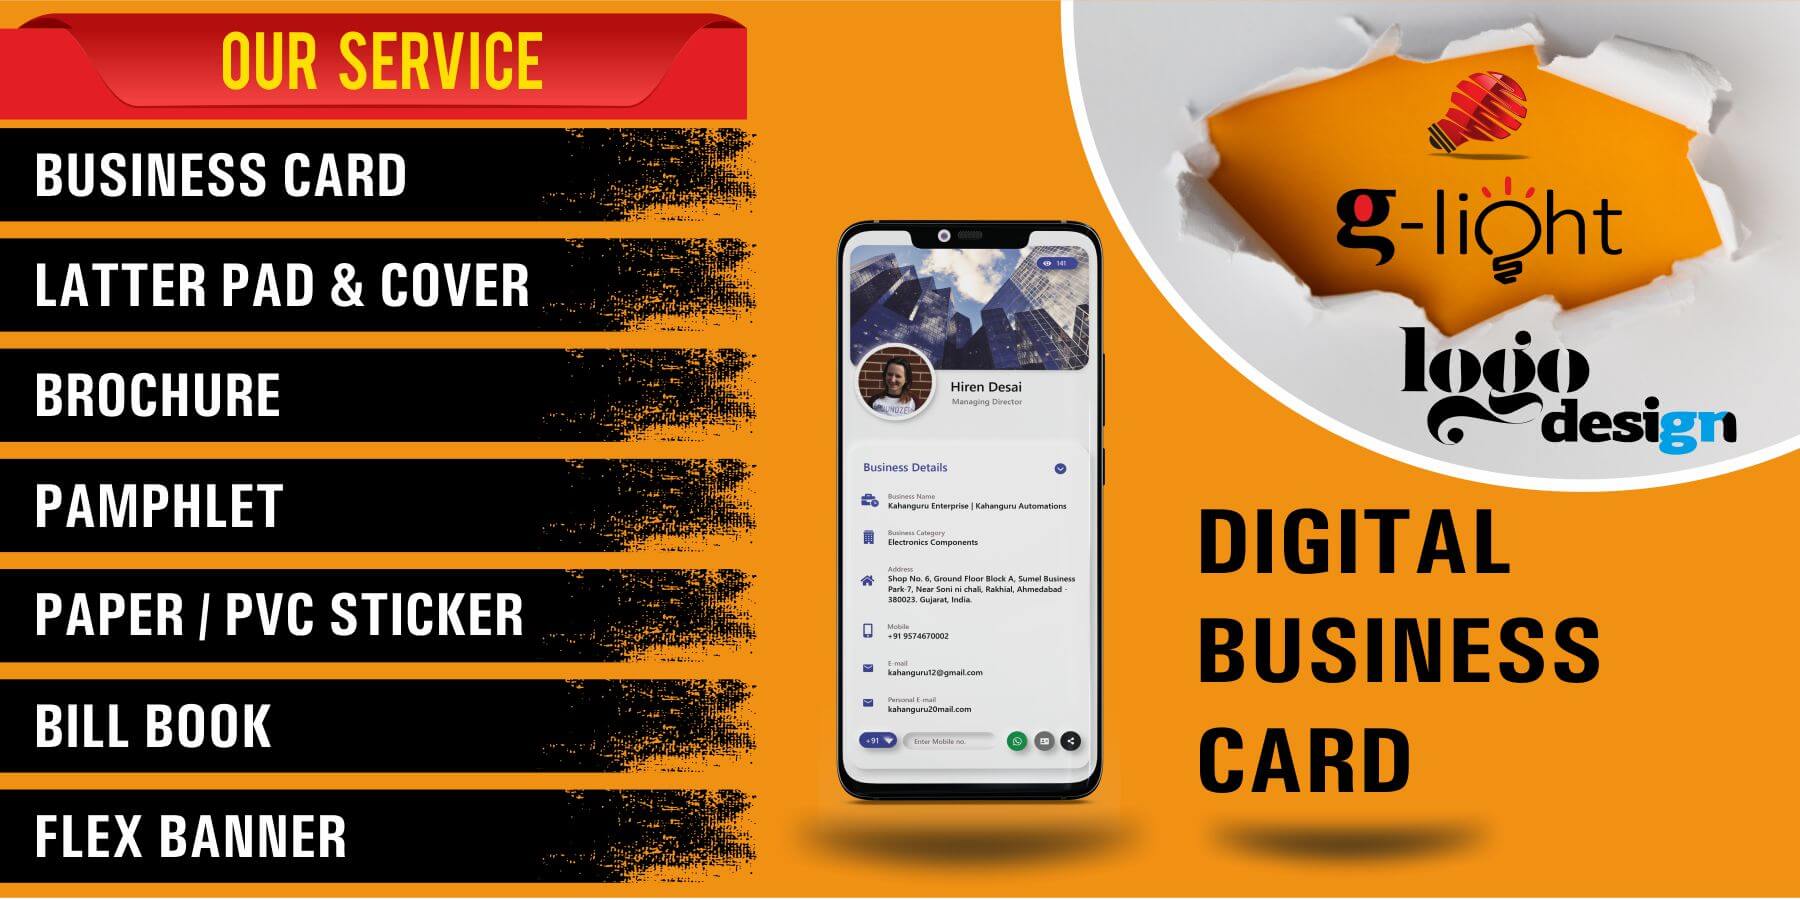 OUR SERVICE
BUSINESS CARD
LATTER PAD & COVER
BROCHURE
PAMPHLET
PAPER / PVC STICKER
BILL BOOK
FLEX BANNER
141
Hiren Desai
Managing Director
Business Details
Business Name
Kahanguru Enterprise | Kahanguru Automations
Business Category
Electronics Components
Address
Shop No. 6, Ground Floor Block A, Sumel Business
Park-7, Near Soni ni chali, Rakhial, Ahmedabad -
380023. Gujarat, India.
Mobile
+91 9574670002
E-mail
kahanguru12@gmail.com
Personal E-mail
kahanguru20mail.com
+91
Enter Mobile no.
g-light
logo
design
DIGITAL
BUSINESS
CARD